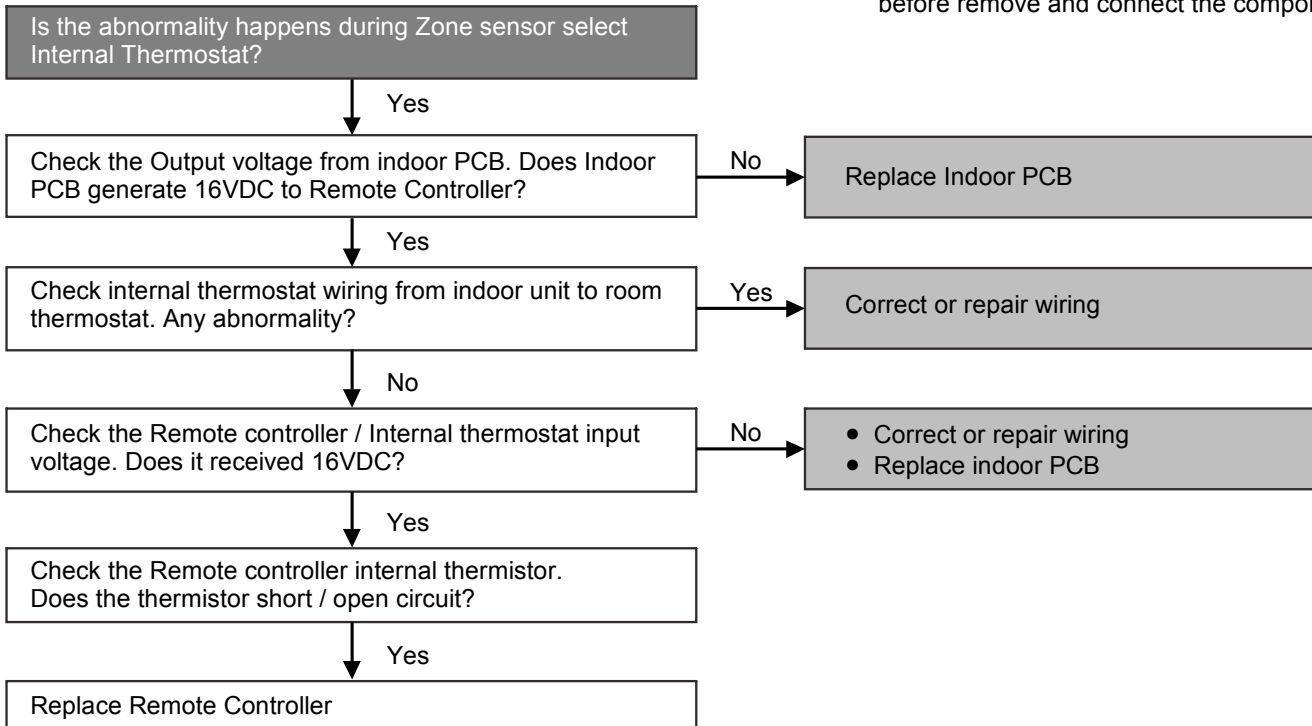 before remove and connect the
Is the abnormality happens during Zone sensor select
Internal Thermostat?
Yes
Check the Output voltage from indoor PCB. Does Indoor
PCB generate 16VDC to Remote Controller?
No
Replace Indoor PCB
Yes
Check internal thermostat wiring from indoor unit to room
thermostat. Any abnormality?
Yes
Correct or repair wiring
No
Check the Remote controller / Internal thermostat input
voltage. Does it received 16VDC?
No
● Correct or repair wiring
● Replace indoor PCB
Yes
Check the Remote controller internal thermistor.
Does the thermistor short / open circuit?
Yes
Replace Remote Controller